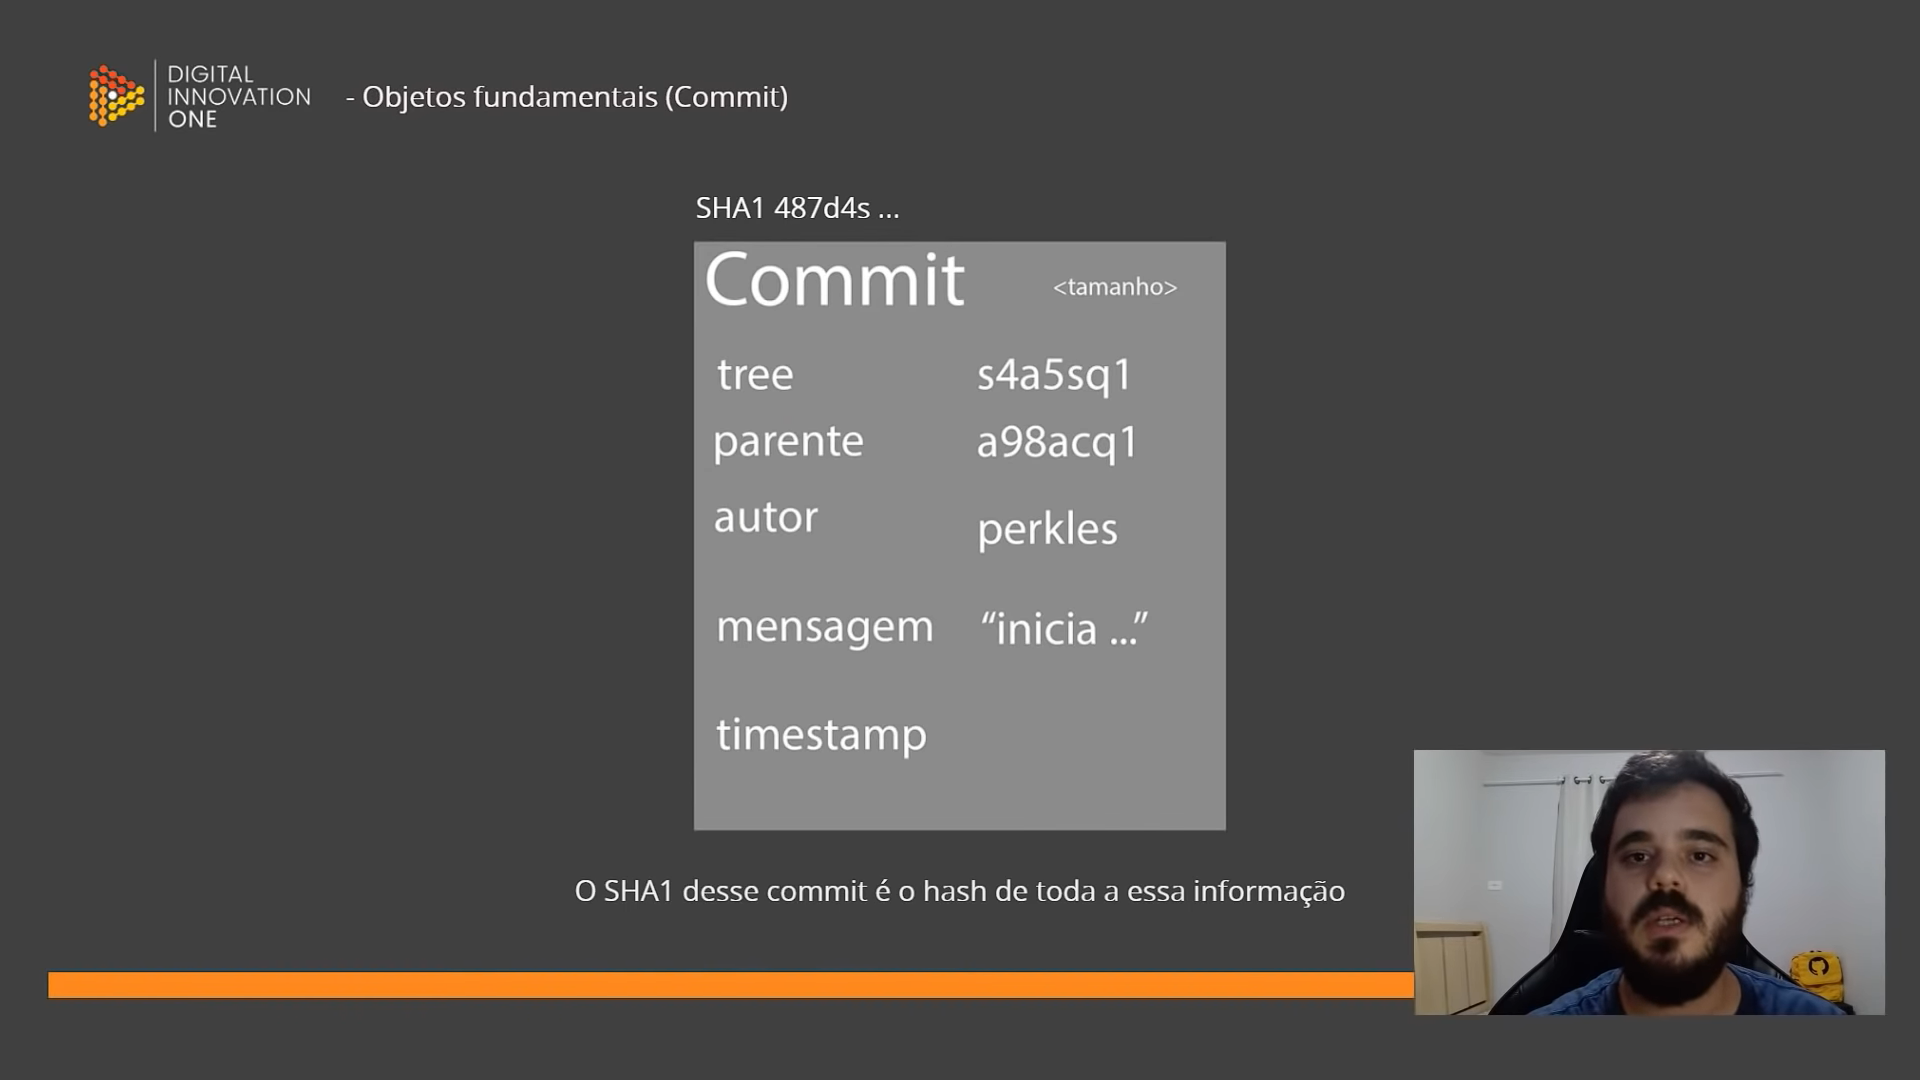 DIGITAL
INNOVATION
ONE
- Objetos fundamentais (Commit)
SHA1 487d4s ...
Commit <tamanho>
tree s4a5sq1
parente a98acq1
autor perkles
mensagem “inicia ...”
timestamp
O SHA1 desse commit é o hash de toda a essa informação